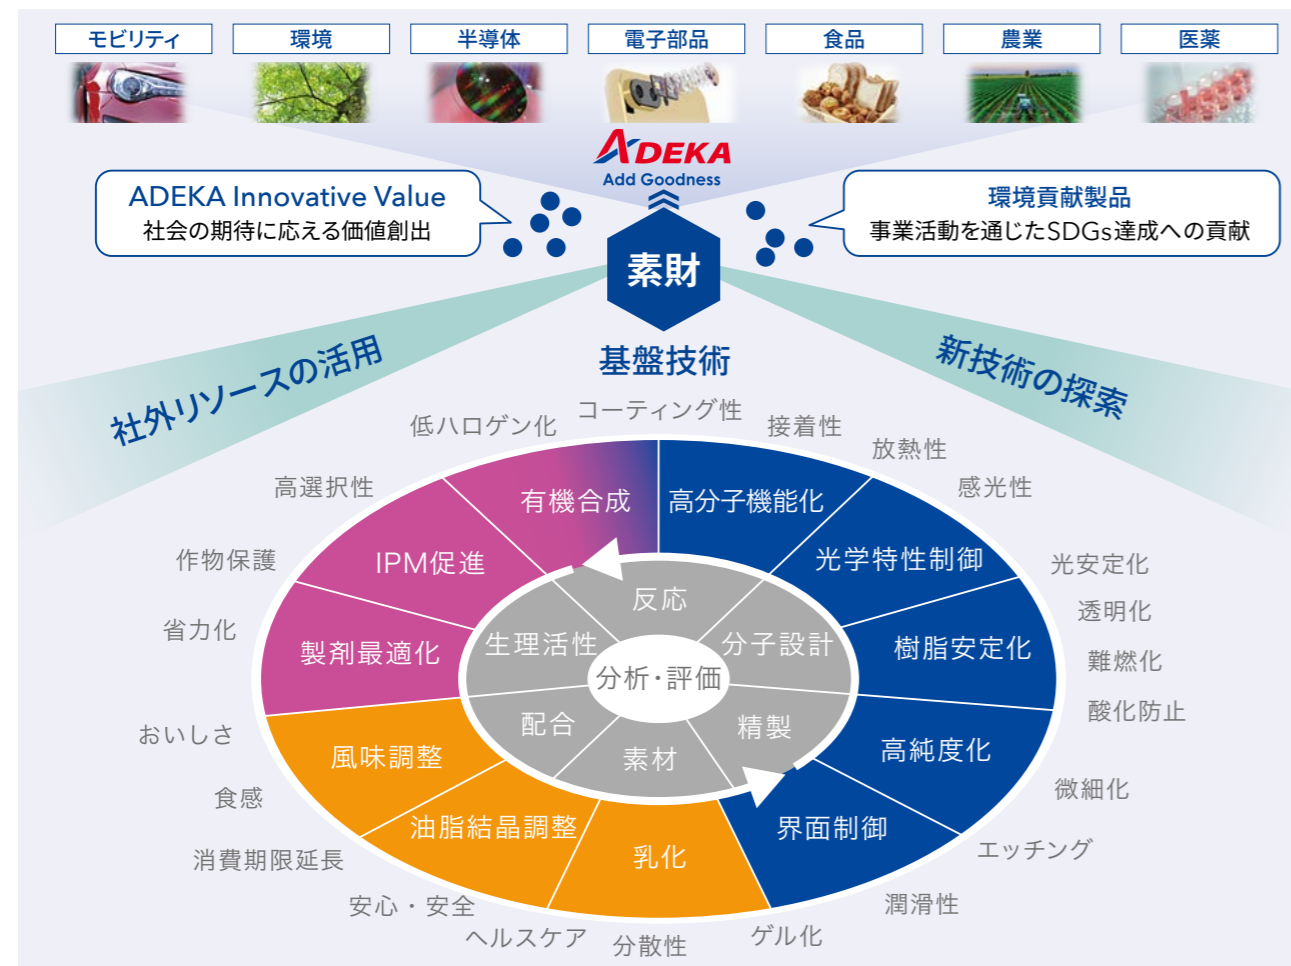 モビリティ
環境
半導体
電子部品
食品
農業
医薬
ADEKA
Add Goodness
ADEKA Innovative Value
社会の期待に応える価値創出
環境貢献製品
事業活動を通じたSDGs達成への貢献
素財
社外リソースの活用
新技術の探索
基盤技術
低ハロゲン化
コーティング性
接着性
放熱性
感光性
高選択性
作物保護
省力化
光安定化
透明化
難燃化
酸化防止
おいしさ
食感
消費期限延長
安心・安全
ヘルスケア
分散性
ゲル化
潤滑性
エッチング
微細化
有機合成
高分子機能化
IPM促進
光学特性制御
製剤最適化
樹脂安定化
風味調整
高純度化
油脂結晶調整
乳化
界面制御
反応
生理活性
分子設計
分析・評価
配合
素材
精製